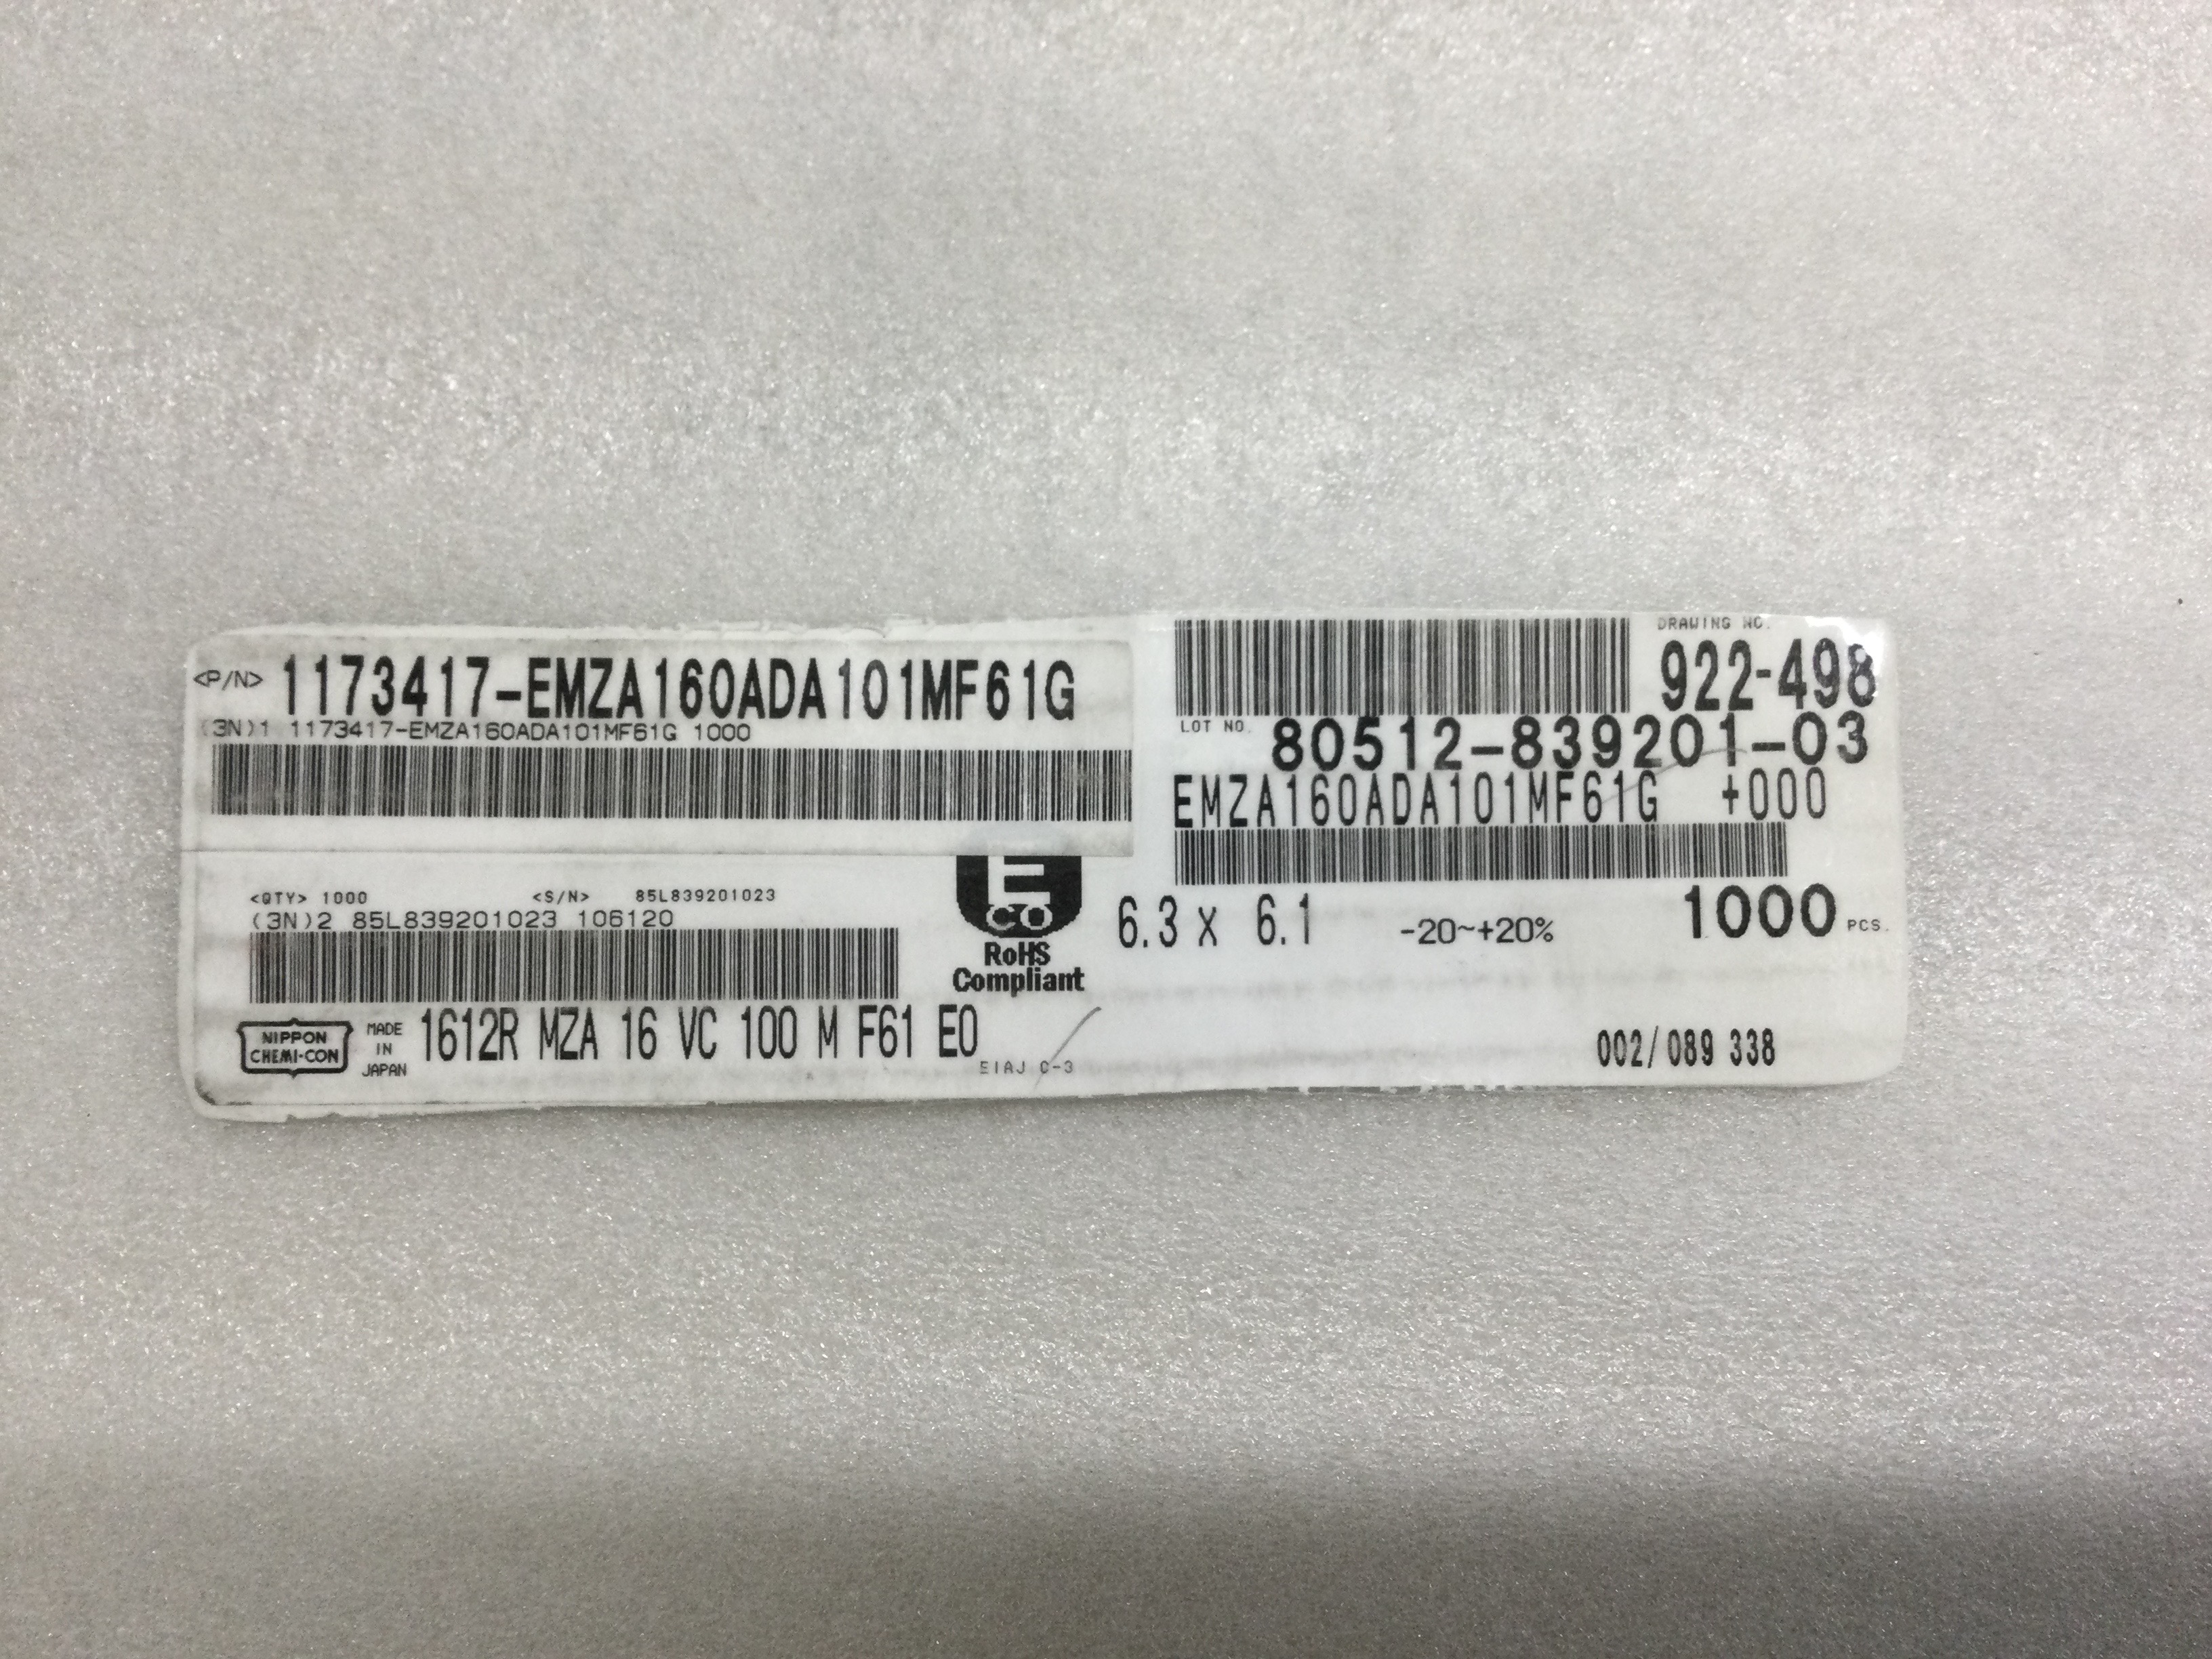 <P/N> 1173417-EMZA160ADA101MF61G
(3N)1 1173417-EMZA160ADA101MF61G 1000
<QTY> 1000 <S/N> 85L839201023
(3N)2 85L839201023 106120
NIPPON
CHEMI-CON
MADE
IN
JAPAN
1612R MZA 16 VC 100 M F61 E0
EIAJ C-3
E
CO
RoHS
Compliant
DRAWING NO.
922-498
LOT NO. 80512-839201-03
EMZA160ADA101MF61G +000
6.3 x 6.1 -20~+20% 1000 PCS.
002/089 338